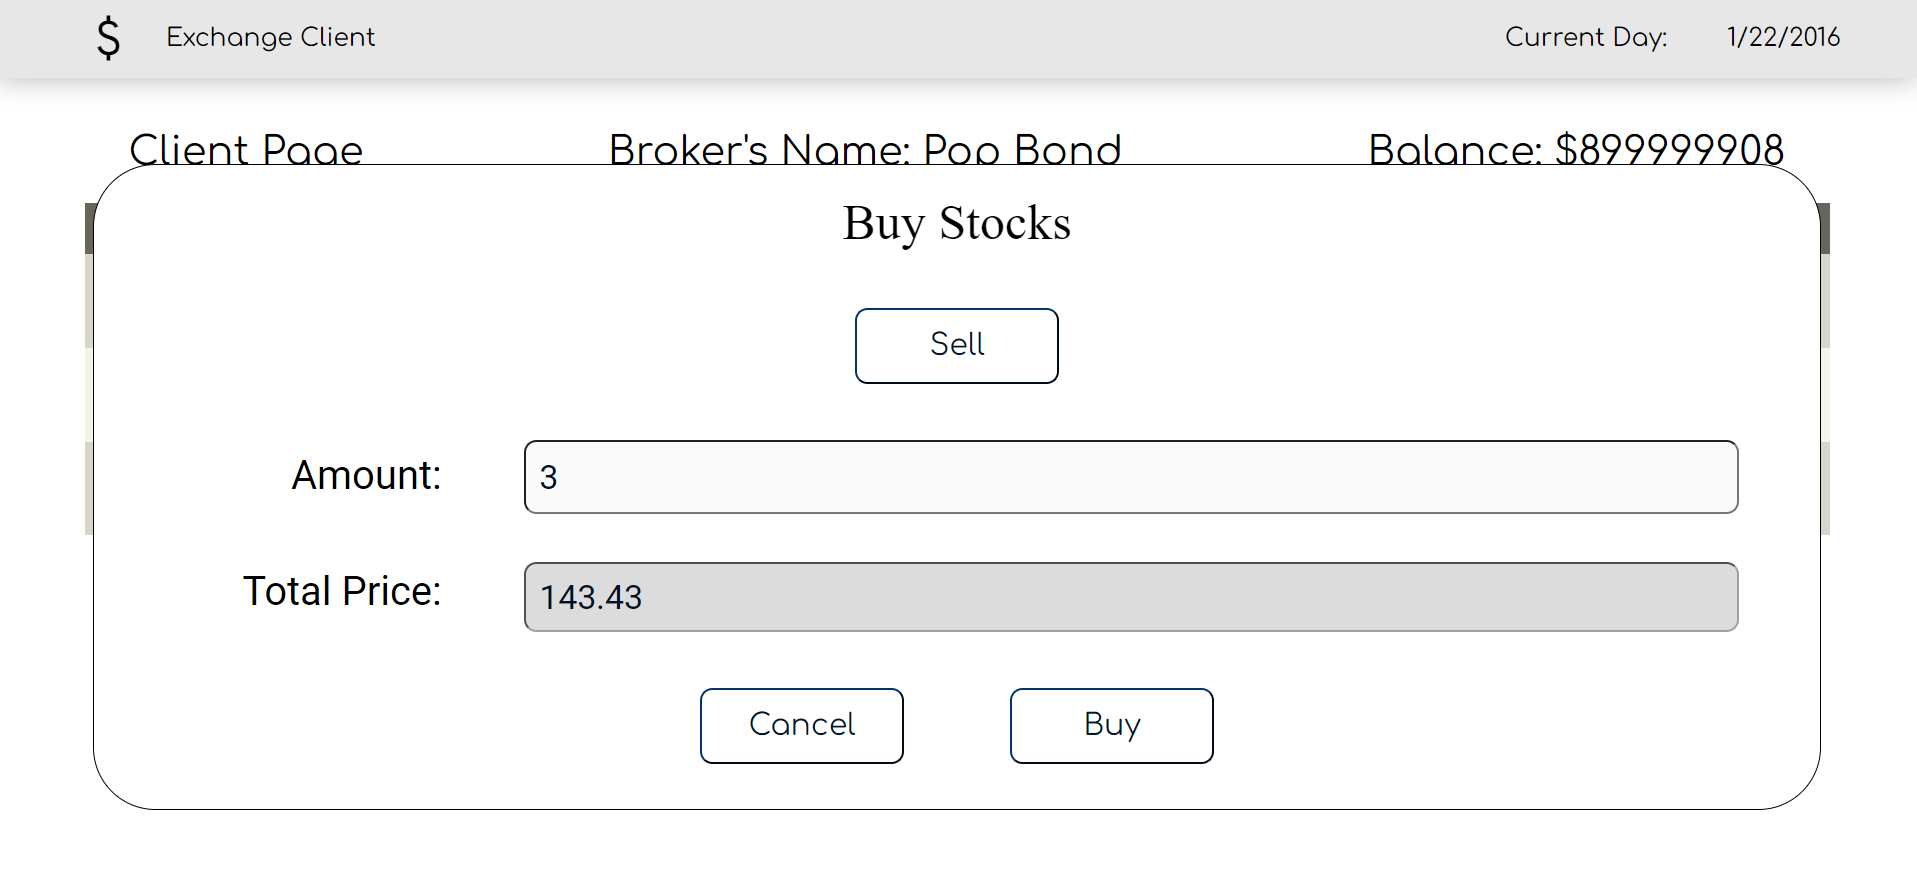 $ Exchange Client Current Day: 1/22/2016
Client Page Broker's Name: Pop Bond Balance: $899999908
Buy Stocks
Sell
Amount: 3
Total Price: 143.43
Cancel Buy